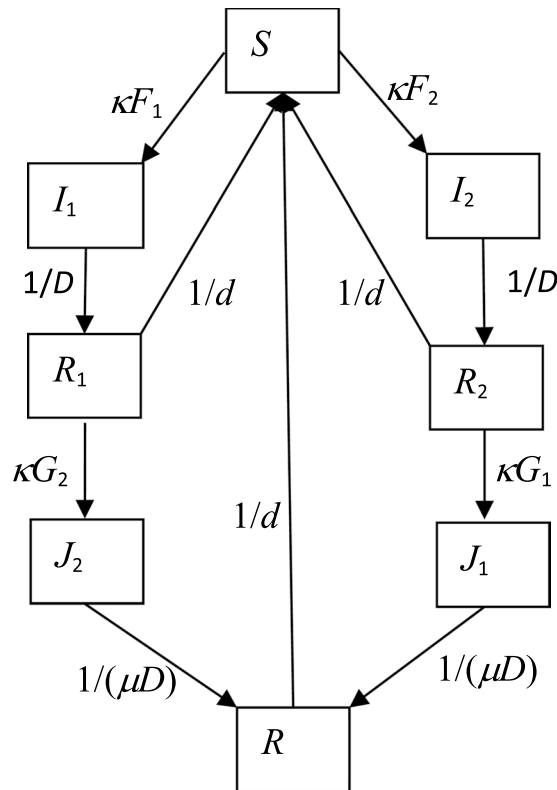 S
κF₁ κF₂
I₁ I₂
1/D 1/d 1/d 1/D
R₁ R₂
κG₂ κG₁
1/d
J₂ J₁
1/(μD) 1/(μD)
R